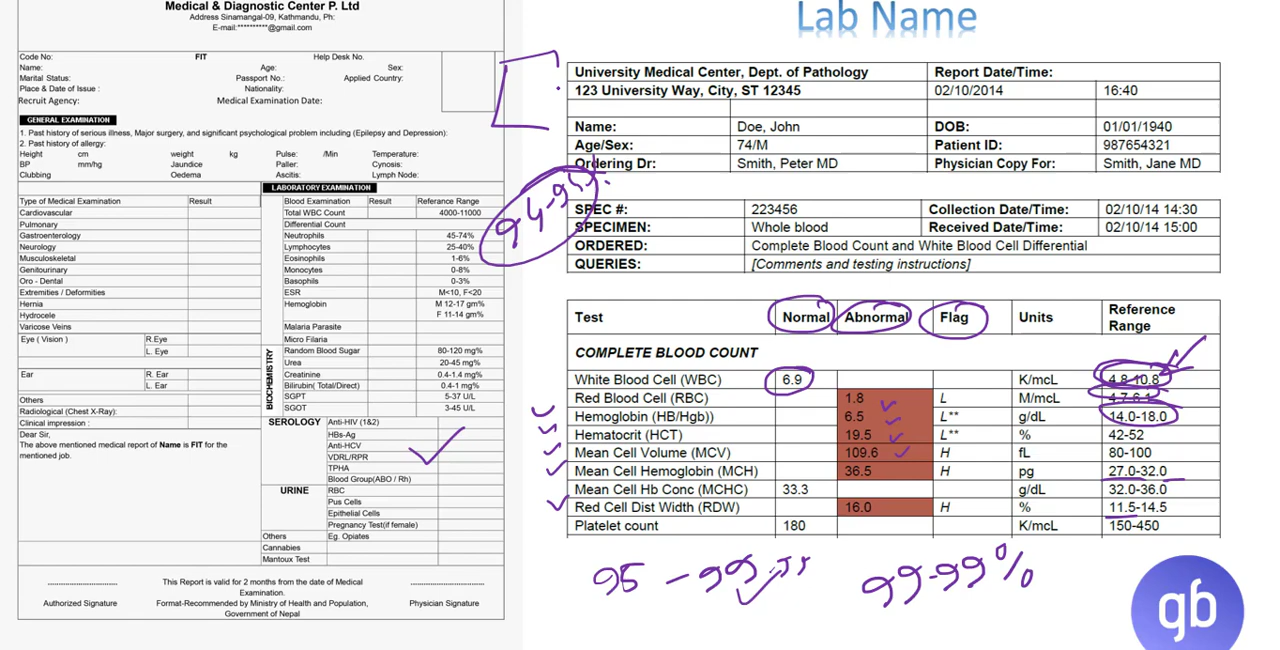 Medical & Diagnostic Center P. Ltd
Address Sinamangal-09, Kathmandu, Ph:
E-mail:**********@gmail.com
Code No: FIT Help Desk No.
Name: Age: Sex:
Marital Status: Passport No.: Applied Country:
Place & Date of Issue : Nationality:
Recruit Agency: Medical Examination Date:
GENERAL EXAMINATION
1. Past history of serious illness, Major surgery, and significant psychological problem including (Epilepsy and Depression):
2. Past history of allergy:
Height cm weight kg Pulse: /Min Temperature:
BP mm/hg Jaundice Paller: Cynosis:
Clubbing Oedema Ascitis: Lymph Node:
LABORATORY EXAMINATION
Type of Medical Examination Result
Cardiovascular
Pulmonary
Gastroenterology
Neurology
Musculoskeletal
Genitourinary
Oro - Dental
Extremities / Deformities
Hernia
Hydrocele
Varicose Veins
Eye ( Vision ) R.Eye
L. Eye
Ear R. Ear
L. Ear
Others
Radiological (Chest X-Ray):
Clinical impression :
Dear Sir,
The above mentioned medical report of Name is FIT for the
mentioned job.
Blood Examination Result Referance Range
Total WBC Count 4000-11000
Differential Count
Neutrophils 45-74%
Lymphocytes 25-40%
Eosinophils 1-6%
Monocytes 0-8%
Basophils 0-3%
ESR M<10, F<20
Hemoglobin M 12-17 gm%
F 11-14 gm%
Malaria Parasite
Micro Filaria
BIOCHEMISTRY
Random Blood Sugar 80-120 mg%
Urea 20-45 mg%
Creatinine 0.4-1.4 mg%
Bilirubin( Total/Direct) 0.4-1 mg%
SGPT 5-37 U/L
SGOT 3-45 U/L
SEROLOGY Anti-HIV (1&2)
HBs-Ag
Anti-HCV
VDRL/RPR
TPHA
Blood Group(ABO / Rh)
URINE RBC
Pus Cells
Epithelial Cells
Pregnancy Test(if female)
Others Eg. Opiates
Cannabies
Mantoux Test
This Report is valid for 2 months from the date of Medical
Examination.
Authorized Signature Format-Recommended by Ministry of Health and Population, Physician Signature
Government of Nepal
Lab Name
University Medical Center, Dept. of Pathology Report Date/Time:
123 University Way, City, ST 12345 02/10/2014 16:40
Name: Doe, John DOB: 01/01/1940
Age/Sex: 74/M Patient ID: 987654321
Ordering Dr: Smith, Peter MD Physician Copy For: Smith, Jane MD
SPEC #: 223456 Collection Date/Time: 02/10/14 14:30
SPECIMEN: Whole blood Received Date/Time: 02/10/14 15:00
ORDERED: Complete Blood Count and White Blood Cell Differential
QUERIES: [Comments and testing instructions]
Test Normal Abnormal Flag Units Reference Range
COMPLETE BLOOD COUNT
White Blood Cell (WBC) 6.9 K/mcL 4.8-10.8
Red Blood Cell (RBC) 1.8 L M/mcL 4.7-6.1
Hemoglobin (HB/Hgb)) 6.5 L** g/dL 14.0-18.0
Hematocrit (HCT) 19.5 L** % 42-52
Mean Cell Volume (MCV) 109.6 H fL 80-100
Mean Cell Hemoglobin (MCH) 36.5 H pg 27.0-32.0
Mean Cell Hb Conc (MCHC) 33.3 g/dL 32.0-36.0
Red Cell Dist Width (RDW) 16.0 H % 11.5-14.5
Platelet count 180 K/mcL 150-450
99-99%
gb